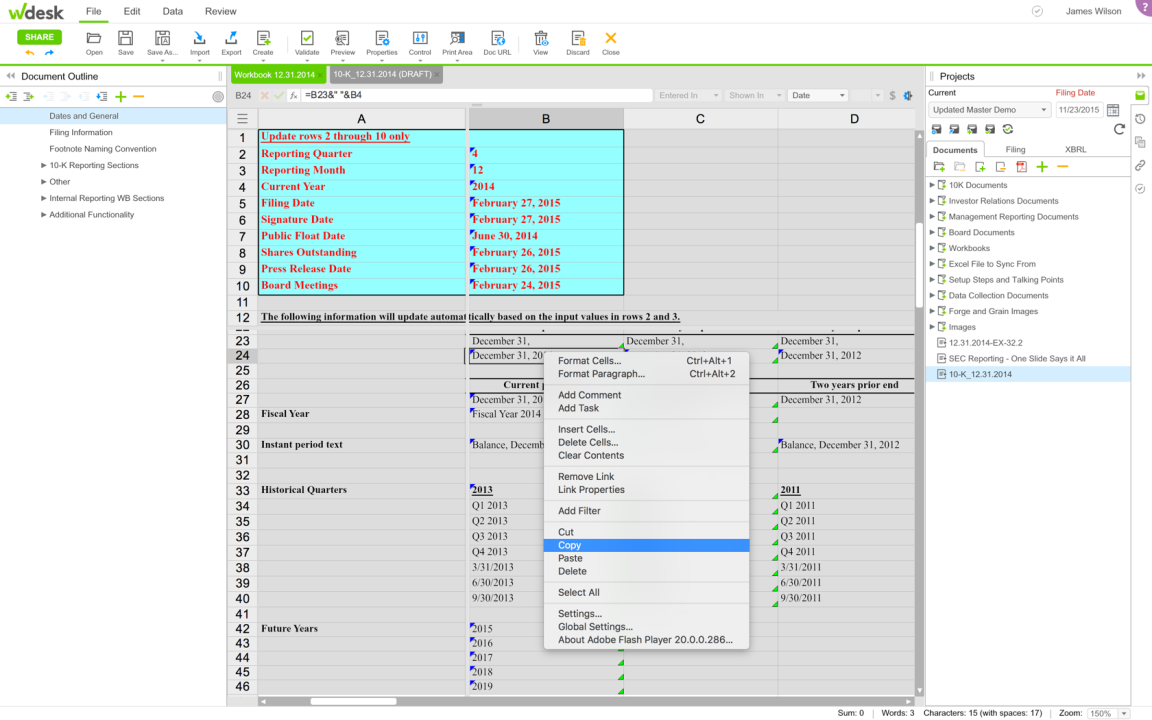 wdesk
File Edit Data Review
James Wilson
?
SHARE
Open Save Save As... Import Export Create Validate Preview Properties Control Print Area Doc URL View Discard Close
Document Outline
Workbook 12.31.2014 × 10-K_12.31.2014 (DRAFT) ×
Projects
B24 fx =B23&" "&B4
Entered In Shown In Date $
Current Filing Date
Updated Master Demo 11/23/2015
Documents Filing XBRL
Dates and General
Filing Information
Footnote Naming Convention
10-K Reporting Sections
Other
Internal Reporting WB Sections
Additional Functionality
A B C D
1 Update rows 2 through 10 only
2 Reporting Quarter 4
3 Reporting Month 12
4 Current Year 2014
5 Filing Date February 27, 2015
6 Signature Date February 27, 2015
7 Public Float Date June 30, 2014
8 Shares Outstanding February 26, 2015
9 Press Release Date February 26, 2015
10 Board Meetings February 24, 2015
11
12 The following information will update automatically based on the input values in rows 2 and 3.
23 December 31, December 31, December 31,
24 December 31, 20 December 31, 2012
25
26 Current p Two years prior end
27 December 31, 20 December 31, 2012
28 Fiscal Year Fiscal Year 2014
29
30 Instant period text Balance, Decemb Balance, December 31, 2012
31
32
33 Historical Quarters 2013 2011
34 Q1 2013 Q1 2011
35 Q2 2013 Q2 2011
36 Q3 2013 Q3 2011
37 Q4 2013 Q4 2011
38 3/31/2013 3/31/2011
39 6/30/2013 6/30/2011
40 9/30/2013 9/30/2011
41
42 Future Years 2015
43 2016
44 2017
45 2018
46 2019
Format Cells... Ctrl+Alt+1
Format Paragraph... Ctrl+Alt+2
Add Comment
Add Task
Insert Cells...
Delete Cells...
Clear Contents
Remove Link
Link Properties
Add Filter
Cut
Copy
Paste
Delete
Select All
Settings...
Global Settings...
About Adobe Flash Player 20.0.0.286...
10K Documents
Investor Relations Documents
Management Reporting Documents
Board Documents
Workbooks
Excel File to Sync From
Setup Steps and Talking Points
Data Collection Documents
Forge and Grain Images
Images
12.31.2014-EX-32.2
SEC Reporting - One Slide Says it All
10-K_12.31.2014
Sum: 0 Words: 3 Characters: 15 (with spaces: 17) Zoom: 150%